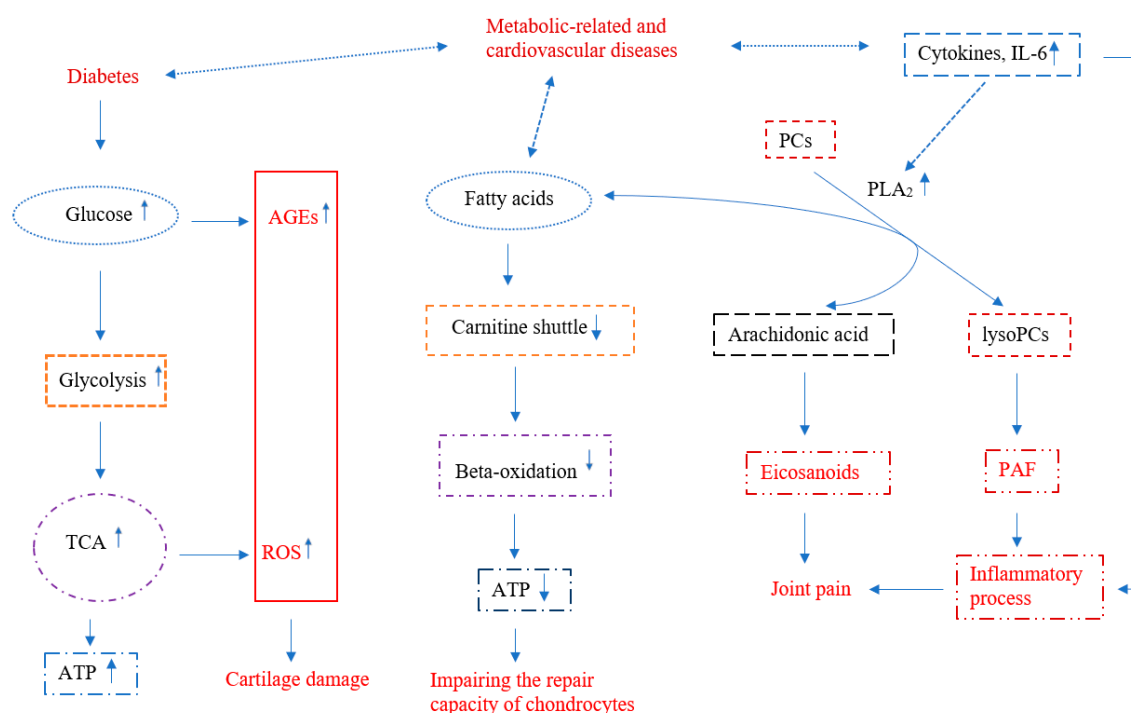 Metabolic-related and
cardiovascular diseases
Cytokines, IL-6
Diabetes
PCs
PLA₂
Fatty acids
Glucose
AGEs
Carnitine shuttle
Arachidonic acid
lysoPCs
Glycolysis
Beta-oxidation
Eicosanoids
PAF
TCA
ROS
ATP
Joint pain
Inflammatory
process
ATP
Cartilage damage
Impairing the repair
capacity of chondrocytes